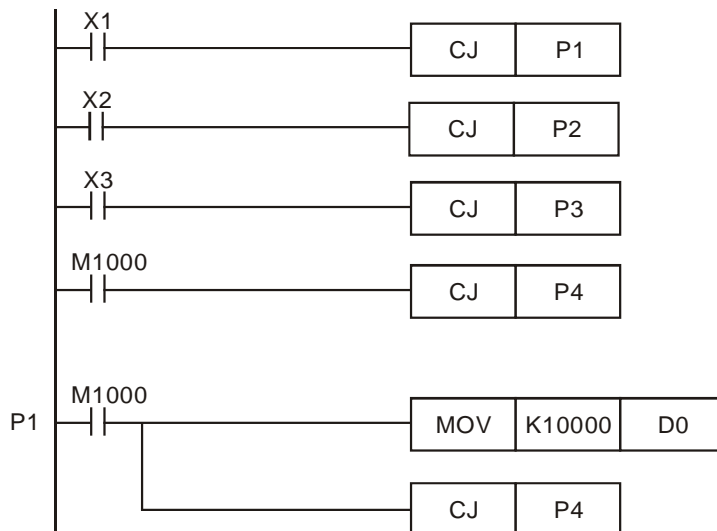 X1
CJ P1
X2
CJ P2
X3
CJ P3
M1000
CJ P4
M1000
P1 MOV K10000 D0
CJ P4